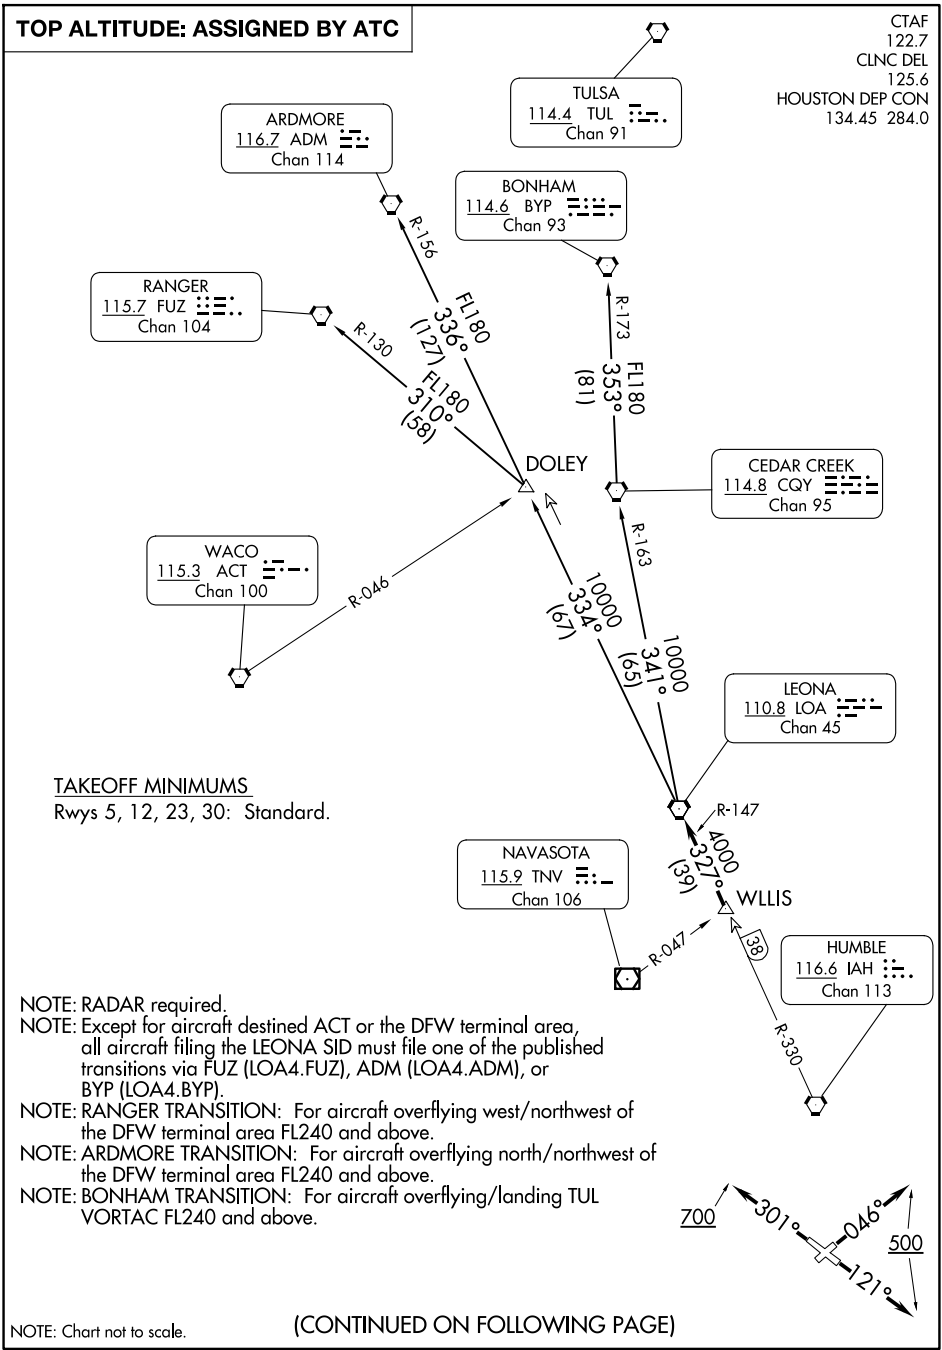 TOP ALTITUDE: ASSIGNED BY ATC
CTAF
122.7
CLNC DEL
125.6
HOUSTON DEP CON
134.45 284.0
TULSA
114.4 TUL
Chan 91
ARDMORE
116.7 ADM
Chan 114
BONHAM
114.6 BYP
Chan 93
R-156
RANGER
115.7 FUZ
Chan 104
R-130
R-173
FL180
336°
(127)
FL180
310°
(58)
FL180
353°
(81)
DOLEY
CEDAR CREEK
114.8 CQY
Chan 95
WACO
115.3 ACT
Chan 100
R-046
R-163
10000
334°
(67)
10000
341°
(65)
LEONA
110.8 LOA
Chan 45
TAKEOFF MINIMUMS
Rwys 5, 12, 23, 30: Standard.
R-147
4000
327°
(39)
NAVASOTA
115.9 TNV
Chan 106
WLLIS
R-047
38
HUMBLE
116.6 IAH
Chan 113
R-330
NOTE: RADAR required.
NOTE: Except for aircraft destined ACT or the DFW terminal area,
all aircraft filing the LEONA SID must file one of the published
transitions via FUZ (LOA4.FUZ), ADM (LOA4.ADM), or
BYP (LOA4.BYP).
NOTE: RANGER TRANSITION: For aircraft overflying west/northwest of
the DFW terminal area FL240 and above.
NOTE: ARDMORE TRANSITION: For aircraft overflying north/northwest of
the DFW terminal area FL240 and above.
NOTE: BONHAM TRANSITION: For aircraft overflying/landing TUL
VORTAC FL240 and above.
700
301°
046°
500
121°
NOTE: Chart not to scale.
(CONTINUED ON FOLLOWING PAGE)